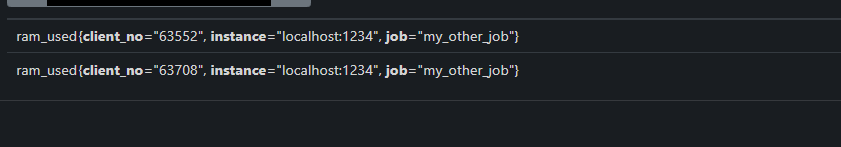 ram_used{client_no="63552", instance="localhost:1234", job="my_other_job"}
ram_used{client_no="63708", instance="localhost:1234", job="my_other_job"}